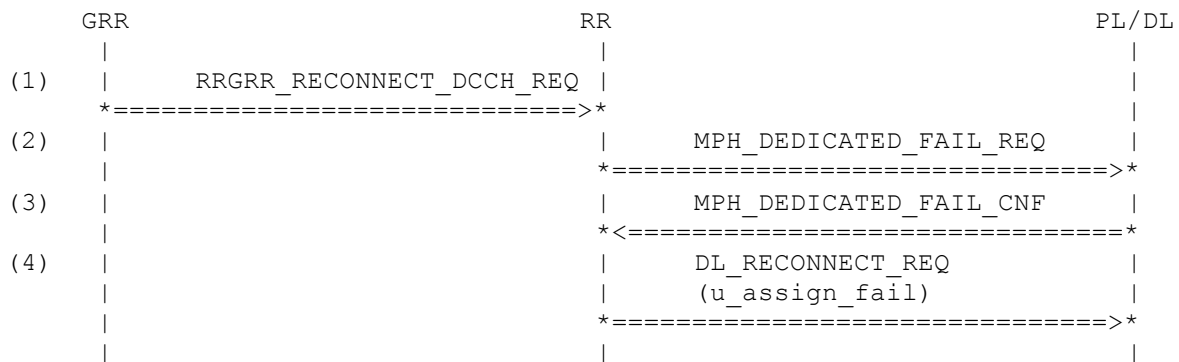 GRR RR PL/DL
(1) RRGRR_RECONNECT_DCCH_REQ
(2) MPH_DEDICATED_FAIL_REQ
(3) MPH_DEDICATED_FAIL_CNF
(4) DL_RECONNECT_REQ
(u_assign_fail)